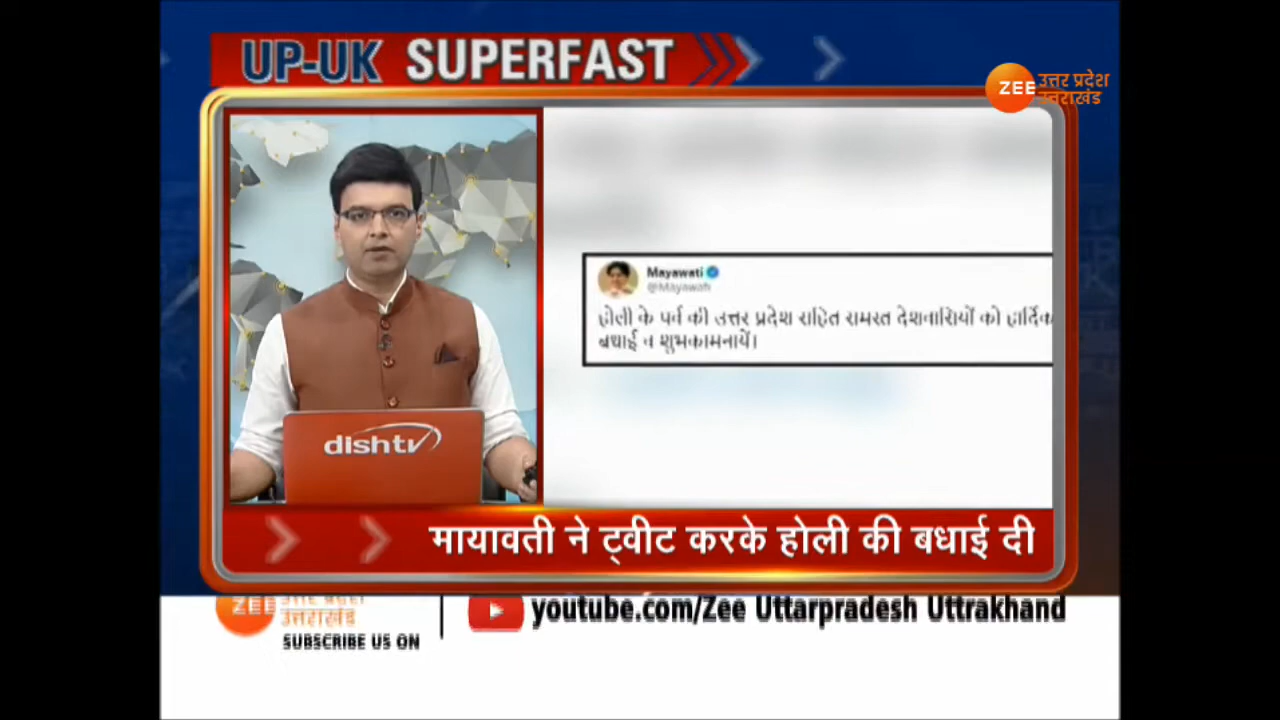 UP-UK SUPERFAST
ZEE उत्तर प्रदेश
उत्तराखंड
Mayawati
@Mayawati
होली के पर्व की उत्तर प्रदेश सहित समस्त देशवासियों को हार्दिक
बधाई व शुभकामनायें।
dishtv
मायावती ने ट्वीट करके होली की बधाई दी
ZEE उत्तर प्रदेश
उत्तराखंड
SUBSCRIBE US ON
youtube.com/Zee Uttarpradesh Uttrakhand